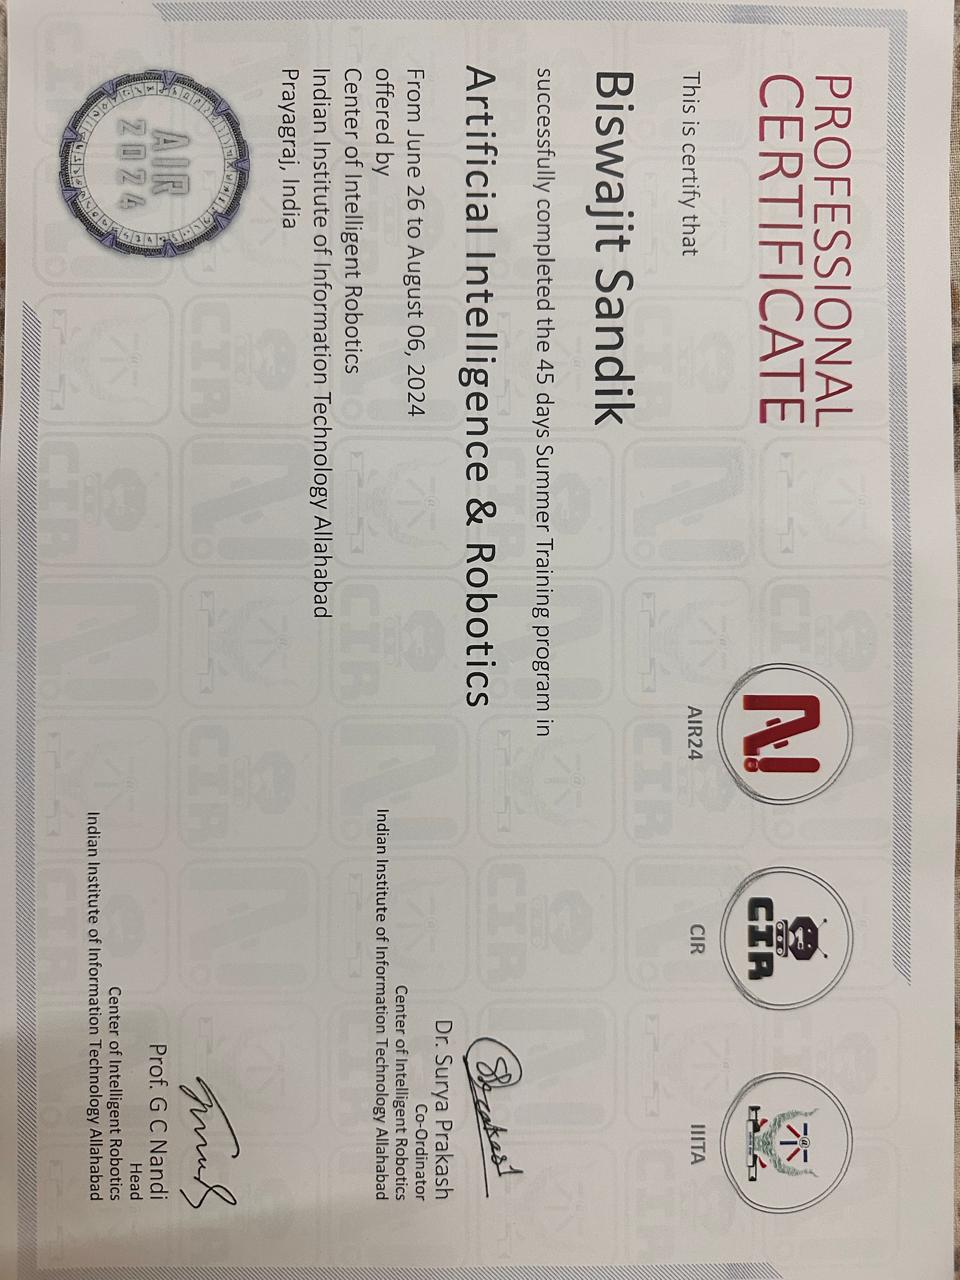 PROFESSIONAL
CERTIFICATE
AIR24
CIR
CIR
IIITA
This is certify that
Biswajit Sandik
successfully completed the 45 days Summer Training program in
Artificial Intelligence & Robotics
From June 26 to August 06, 2024
offered by
Center of Intelligent Robotics
Indian Institute of Information Technology Allahabad
Prayagraj, India
Dr. Surya Prakash
Co-Ordinator
Center of Intelligent Robotics
Indian Institute of Information Technology Allahabad
AIR
2024
Prof. G C Nandi
Head
Center of Intelligent Robotics
Indian Institute of Information Technology Allahabad